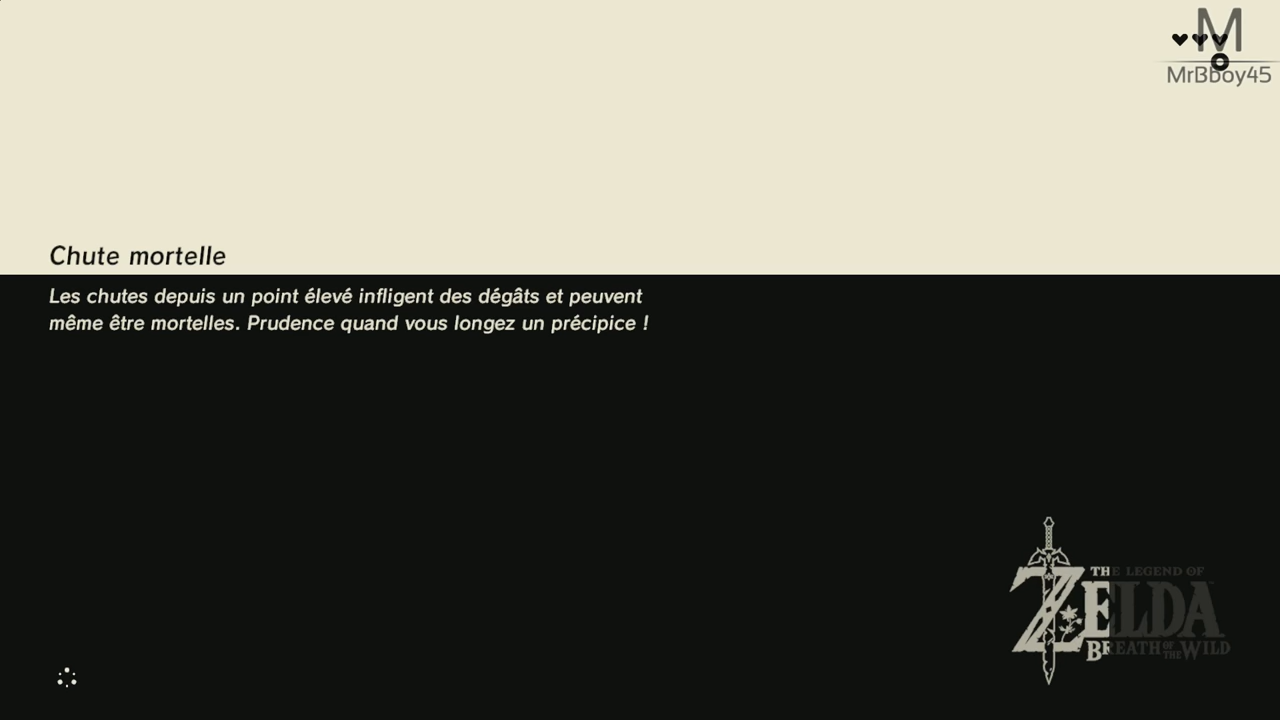 M
MrBboy45
Chute mortelle
Les chutes depuis un point élevé infligent des dégâts et peuvent
même être mortelles. Prudence quand vous longez un précipice !
THE LEGEND OF
ZELDA
BREATH OF THE WILD